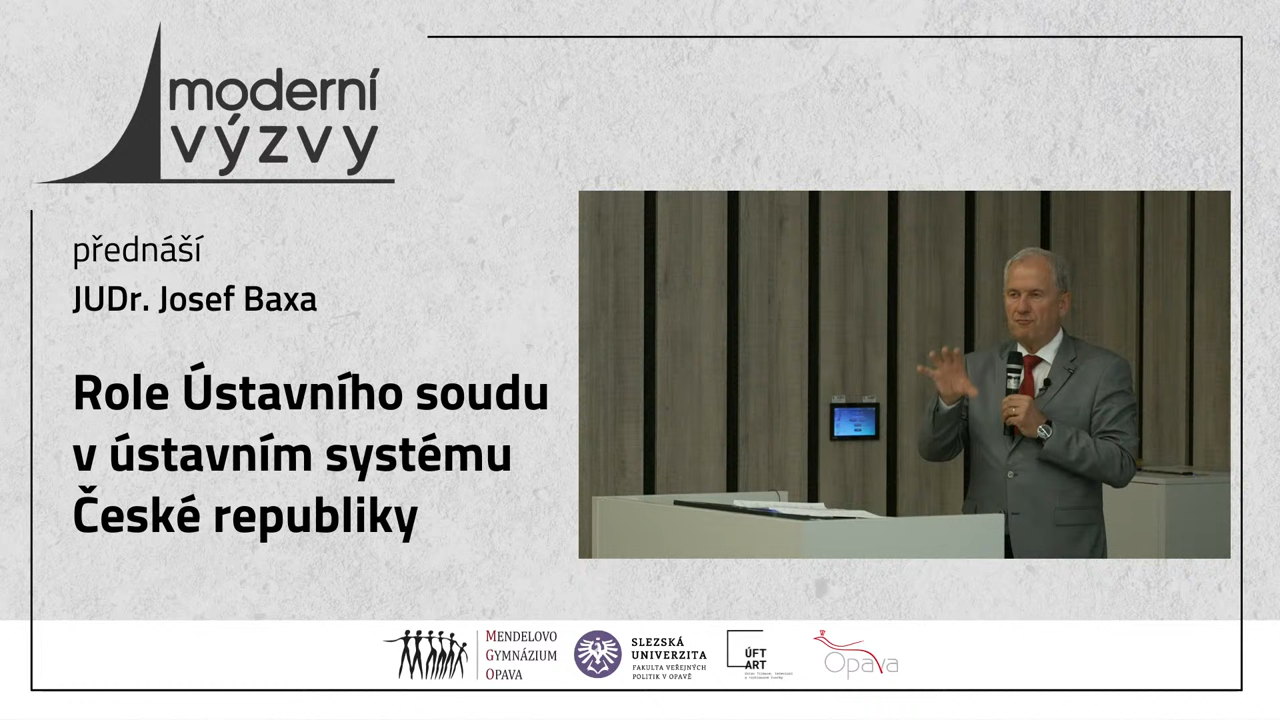 moderní
výzvy
přednáší
JUDr. Josef Baxa
Role Ústavního soudu
v ústavním systému
České republiky
MENDELOVO
GYMNÁZIUM
OPAVA
SLEZSKÁ
UNIVERZITA
FAKULTA VEŘEJNÝCH
POLITIK V OPAVĚ
ÚFT
ART
Opava